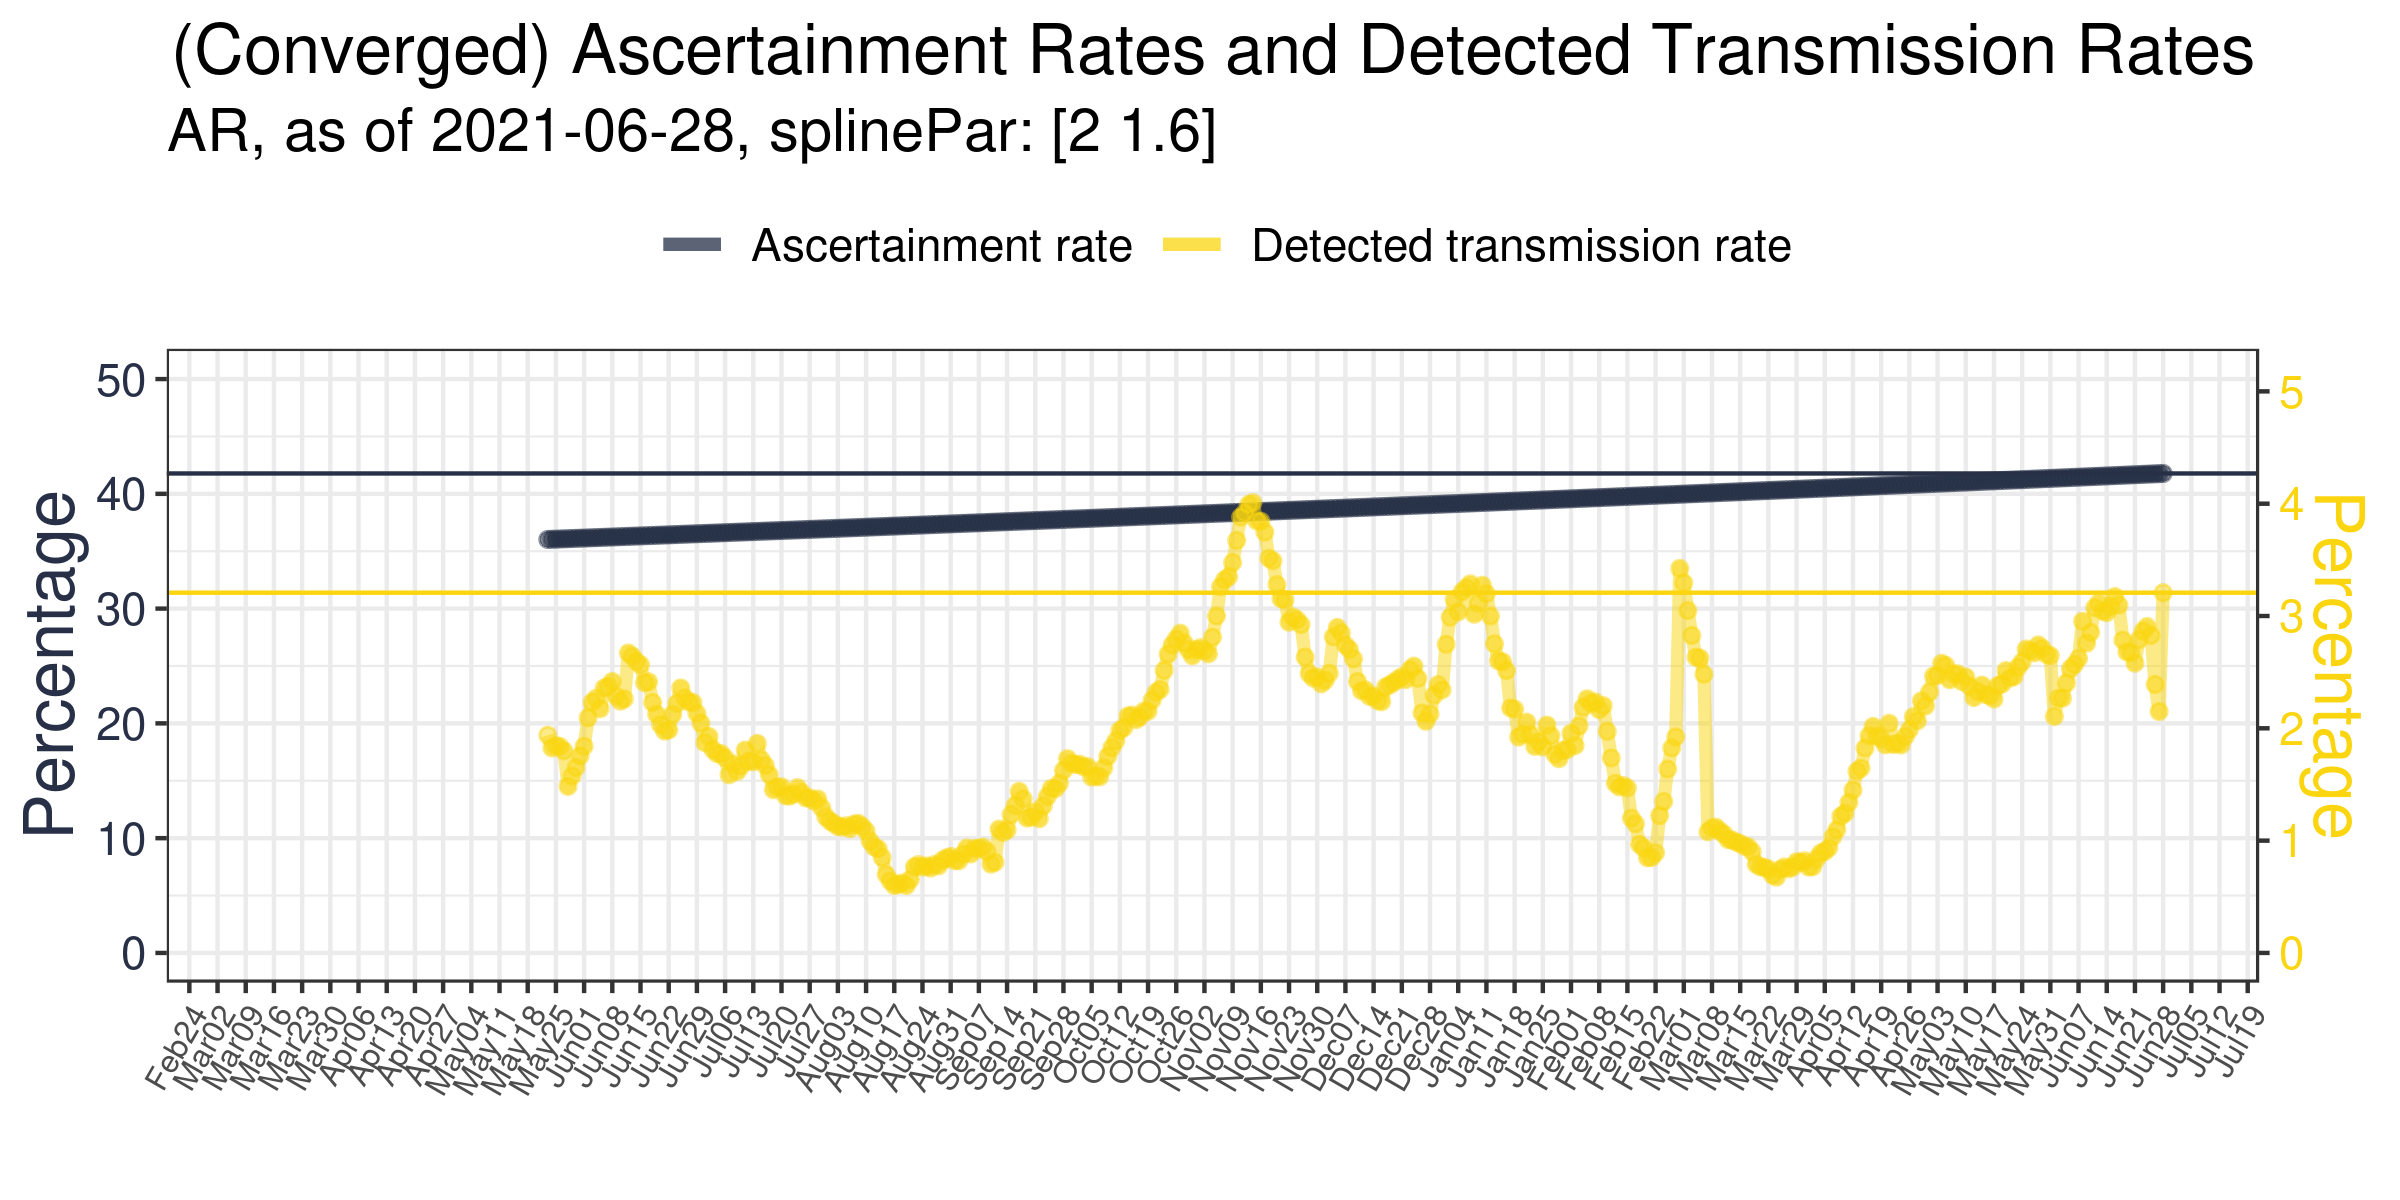 (Converged) Ascertainment Rates and Detected Transmission Rates
AR, as of 2021-06-28, splinePar: [2 1.6]
Ascertainment rate
Detected transmission rate
Percentage
50
40
30
20
10
0
5
4
3
2
1
0
Percentage
Feb24
Mar02
Mar09
Mar16
Mar23
Mar30
Apr06
Apr13
Apr20
Apr27
May04
May11
May18
May25
Jun01
Jun08
Jun15
Jun22
Jun29
Jul06
Jul13
Jul20
Jul27
Aug03
Aug10
Aug17
Aug24
Aug31
Sep07
Sep14
Sep21
Sep28
Oct05
Oct12
Oct19
Oct26
Nov02
Nov09
Nov16
Nov23
Nov30
Dec07
Dec14
Dec21
Dec28
Jan04
Jan11
Jan18
Jan25
Feb01
Feb08
Feb15
Feb22
Mar01
Mar08
Mar15
Mar22
Mar29
Apr05
Apr12
Apr19
Apr26
May03
May10
May17
May24
May31
May07
Jun14
Jun21
Jun28
Jul05
Jul12
Jul19